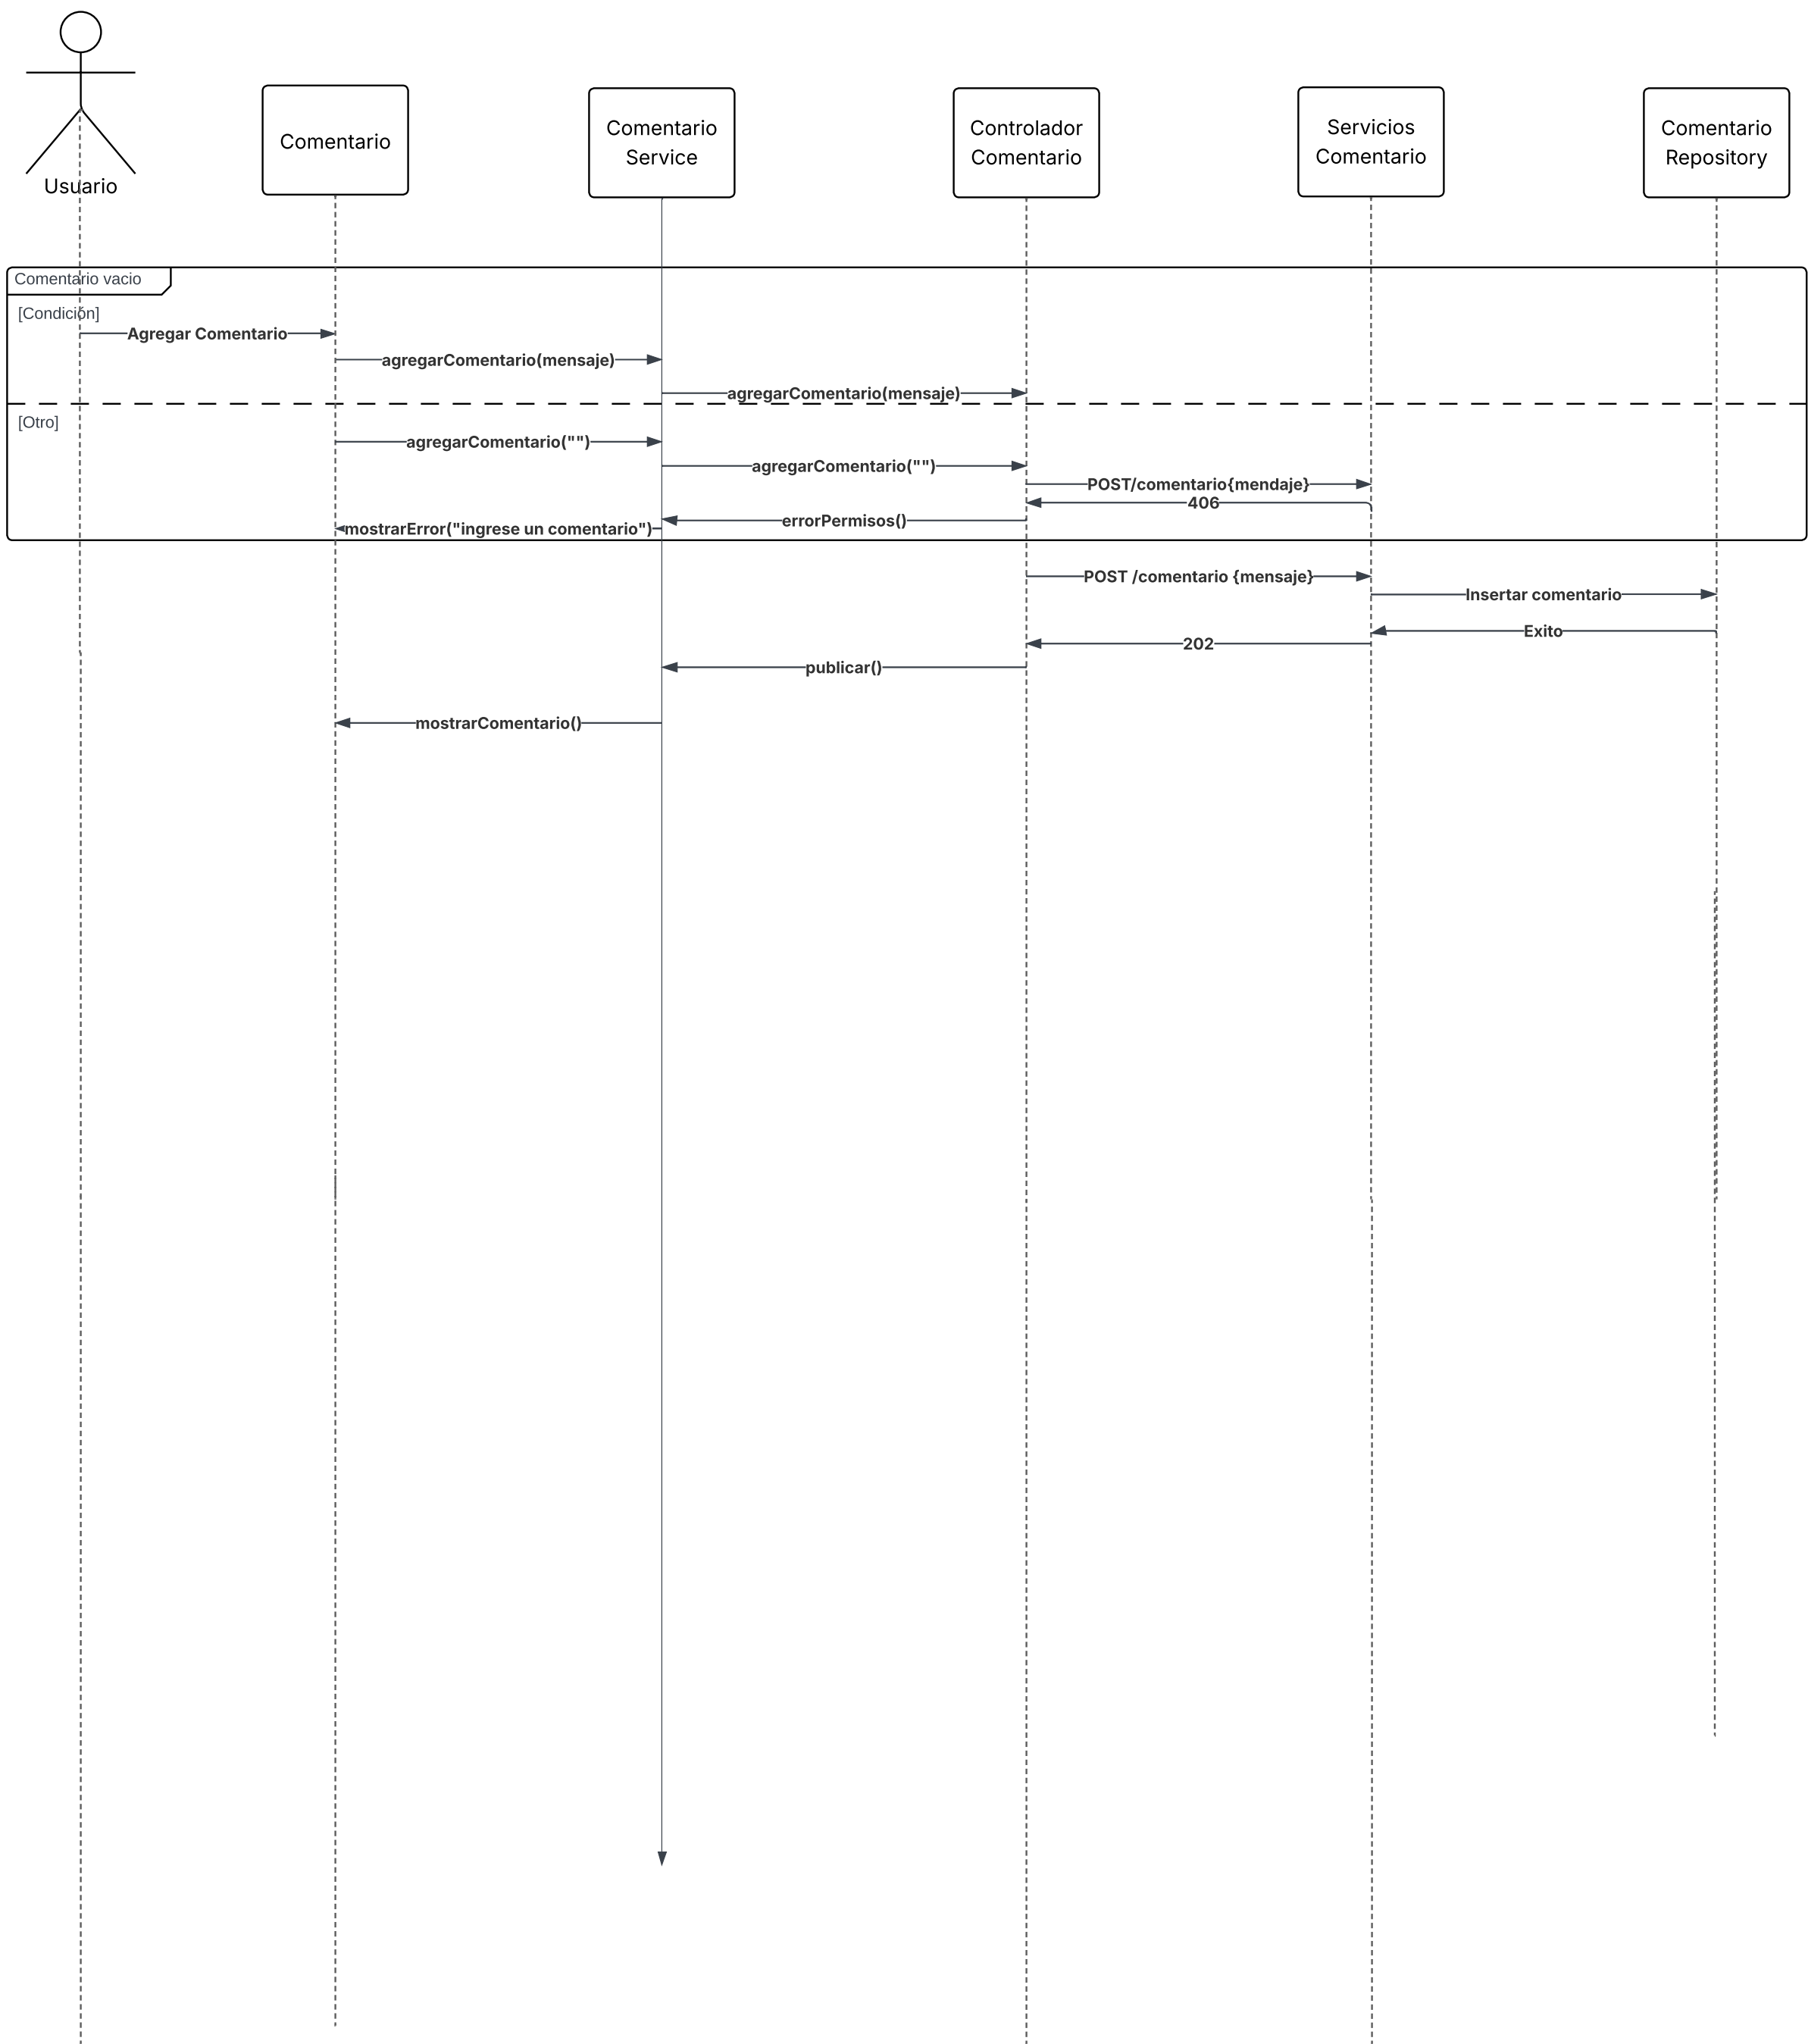 Usuario
Comentario
Comentario
Service
Controlador
Comentario
Servicios
Comentario
Comentario
Repository
Comentario vacio
[Condición]
Agregar Comentario
agregarComentario(mensaje)
agregarComentario(mensaje)
[Otro]
agregarComentario("")
agregarComentario("")
POST/comentario{mendaje}
406
errorPermisos()
mostrarError("ingrese un comentario")
POST /comentario {mensaje}
Insertar comentario
Exito
202
publicar()
mostrarComentario()